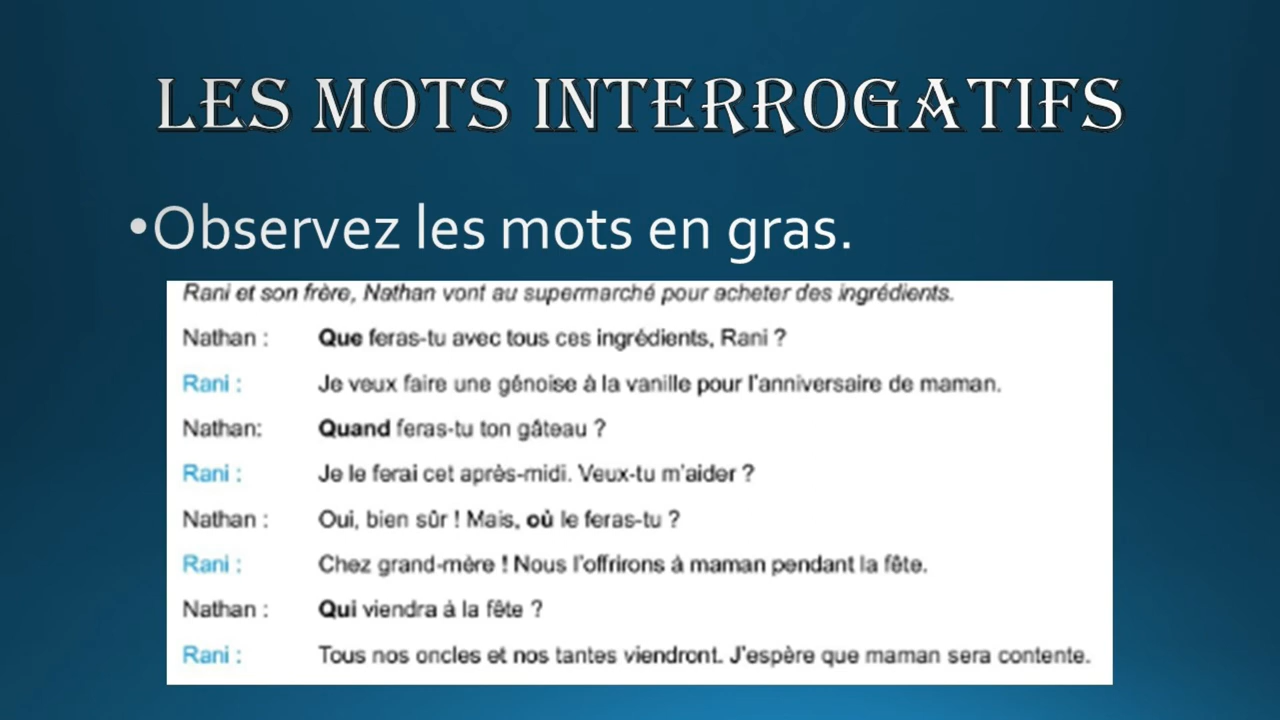 LES MOTS INTERROGATIFS
•Observez les mots en gras.
Rani et son frère, Nathan vont au supermarché pour acheter des ingrédients.
Nathan : Que feras-tu avec tous ces ingrédients, Rani ?
Rani : Je veux faire une génoise à la vanille pour l'anniversaire de maman.
Nathan: Quand feras-tu ton gâteau ?
Rani : Je le ferai cet après-midi. Veux-tu m'aider ?
Nathan : Oui, bien sûr ! Mais, où le feras-tu ?
Rani : Chez grand-mère ! Nous l'offrirons à maman pendant la fête.
Nathan : Qui viendra à la fête ?
Rani : Tous nos oncles et nos tantes viendront. J'espère que maman sera contente.